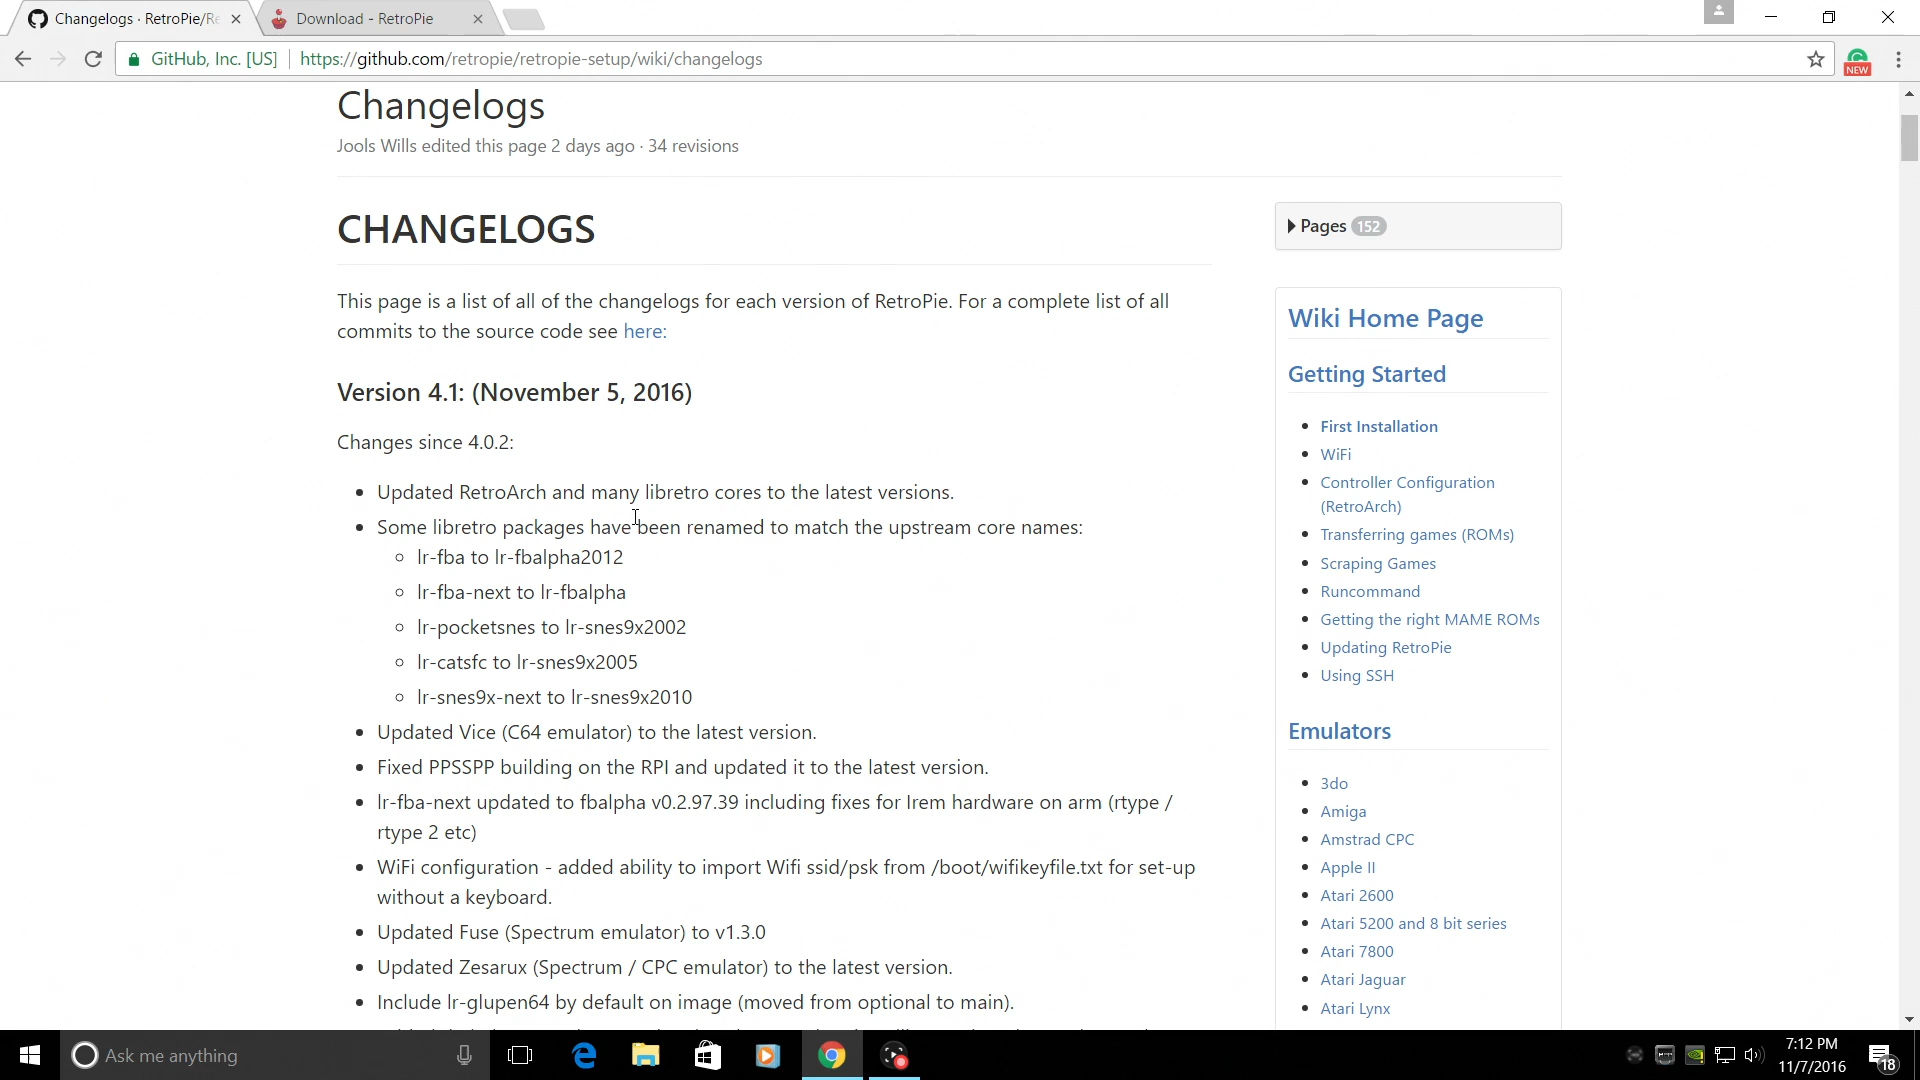 Changelogs · RetroPie/Re
Download - RetroPie
GitHub, Inc. [US]
https://github.com/retropie/retropie-setup/wiki/changelogs
NEW
Changelogs
Jools Wills edited this page 2 days ago · 34 revisions
CHANGELOGS
This page is a list of all of the changelogs for each version of RetroPie. For a complete list of all
commits to the source code see here:
Version 4.1: (November 5, 2016)
Changes since 4.0.2:
Updated RetroArch and many libretro cores to the latest versions.
Some libretro packages have been renamed to match the upstream core names:
lr-fba to lr-fbalpha2012
lr-fba-next to lr-fbalpha
lr-pocketsnes to lr-snes9x2002
lr-catsfc to lr-snes9x2005
lr-snes9x-next to lr-snes9x2010
Updated Vice (C64 emulator) to the latest version.
Fixed PPSSPP building on the RPI and updated it to the latest version.
lr-fba-next updated to fbalpha v0.2.97.39 including fixes for Irem hardware on arm (rtype /
rtype 2 etc)
WiFi configuration - added ability to import Wifi ssid/psk from /boot/wifikeyfile.txt for set-up
without a keyboard.
Updated Fuse (Spectrum emulator) to v1.3.0
Updated Zesarux (Spectrum / CPC emulator) to the latest version.
Include lr-glupen64 by default on image (moved from optional to main).
Pages 152
Wiki Home Page
Getting Started
First Installation
WiFi
Controller Configuration
(RetroArch)
Transferring games (ROMs)
Scraping Games
Runcommand
Getting the right MAME ROMs
Updating RetroPie
Using SSH
Emulators
3do
Amiga
Amstrad CPC
Apple II
Atari 2600
Atari 5200 and 8 bit series
Atari 7800
Atari Jaguar
Atari Lynx
Ask me anything
7:12 PM
11/7/2016
18